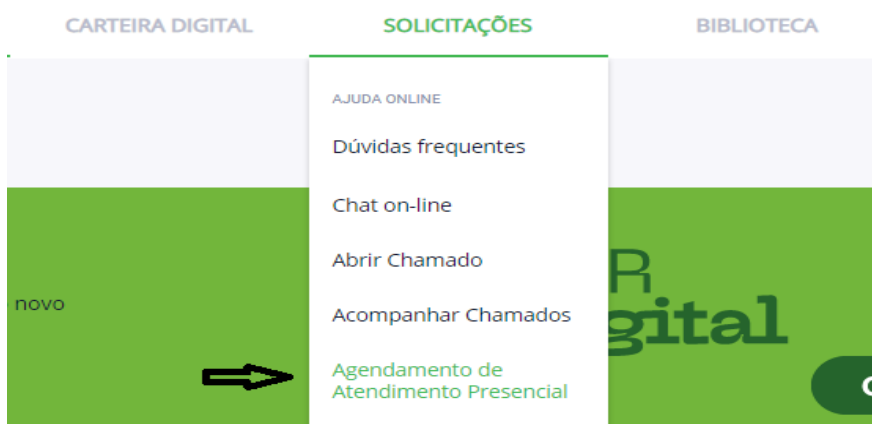 CARTEIRA DIGITAL
SOLICITAÇÕES
BIBLIOTECA
AJUDA ONLINE
Dúvidas frequentes
Chat on-line
Abrir Chamado
novo
Acompanhar Chamados
Agendamento de
Atendimento Presencial